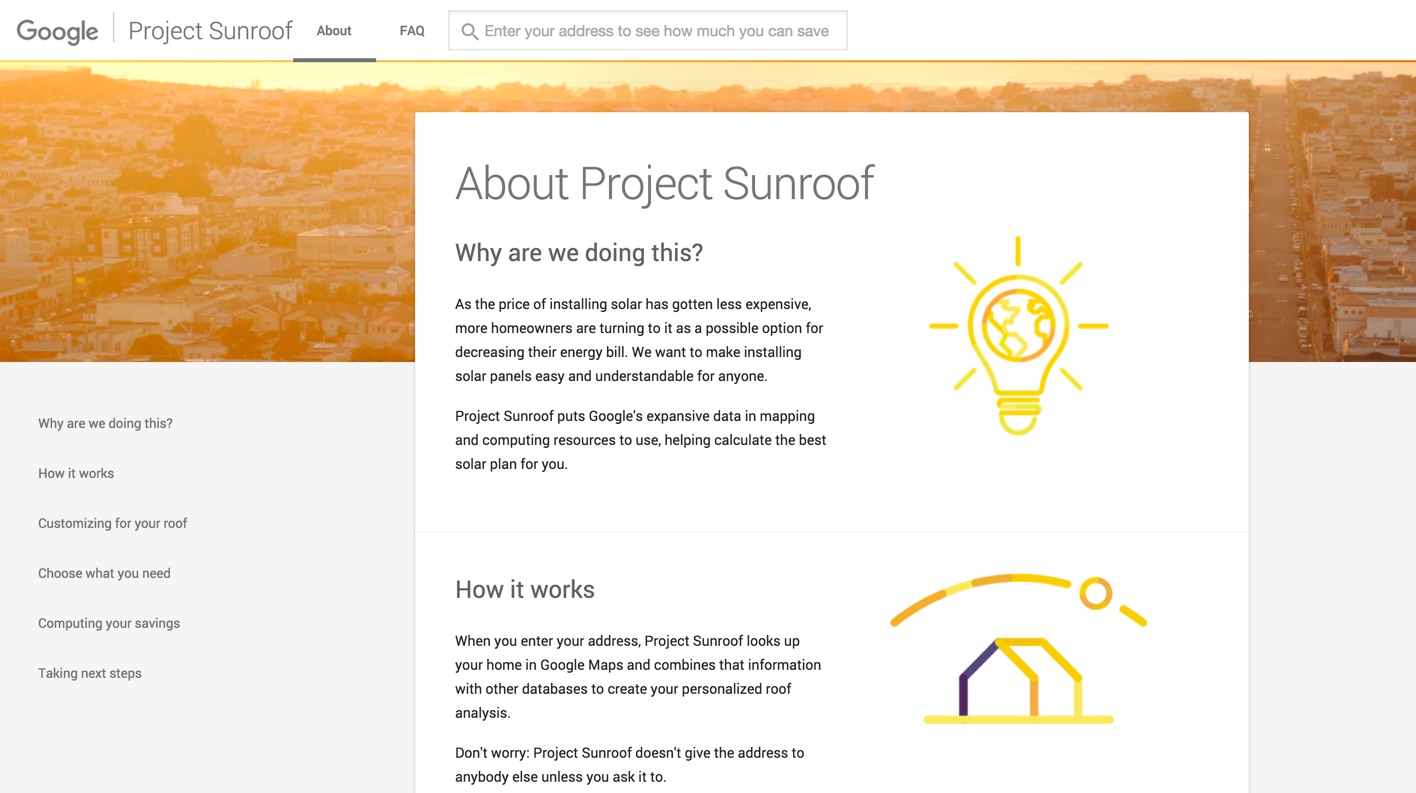 Google
Project Sunroof
About
FAQ
Enter your address to see how much you can save
About Project Sunroof
Why are we doing this?
As the price of installing solar has gotten less expensive,
more homeowners are turning to it as a possible option for
decreasing their energy bill. We want to make installing
solar panels easy and understandable for anyone.
Project Sunroof puts Google's expansive data in mapping
and computing resources to use, helping calculate the best
solar plan for you.
Why are we doing this?
How it works
Customizing for your roof
Choose what you need
Computing your savings
Taking next steps
How it works
When you enter your address, Project Sunroof looks up
your home in Google Maps and combines that information
with other databases to create your personalized roof
analysis.
Don't worry: Project Sunroof doesn't give the address to
anybody else unless you ask it to.